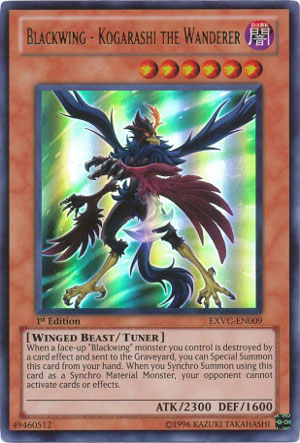 BLACKWING - KOGARASHI THE WANDERER
DARK
闇
1st Edition
EXVC-EN009
[WINGED BEAST/TUNER]
When a face-up "Blackwing" monster you control is destroyed by
a card effect and sent to the Graveyard, you can Special Summon
this card from your hand. When you Synchro Summon using this
card as a Synchro Material Monster, your opponent cannot
activate cards or effects.
ATK/2300 DEF/1600
49460512
©1996 KAZUKI TAKAHASHI